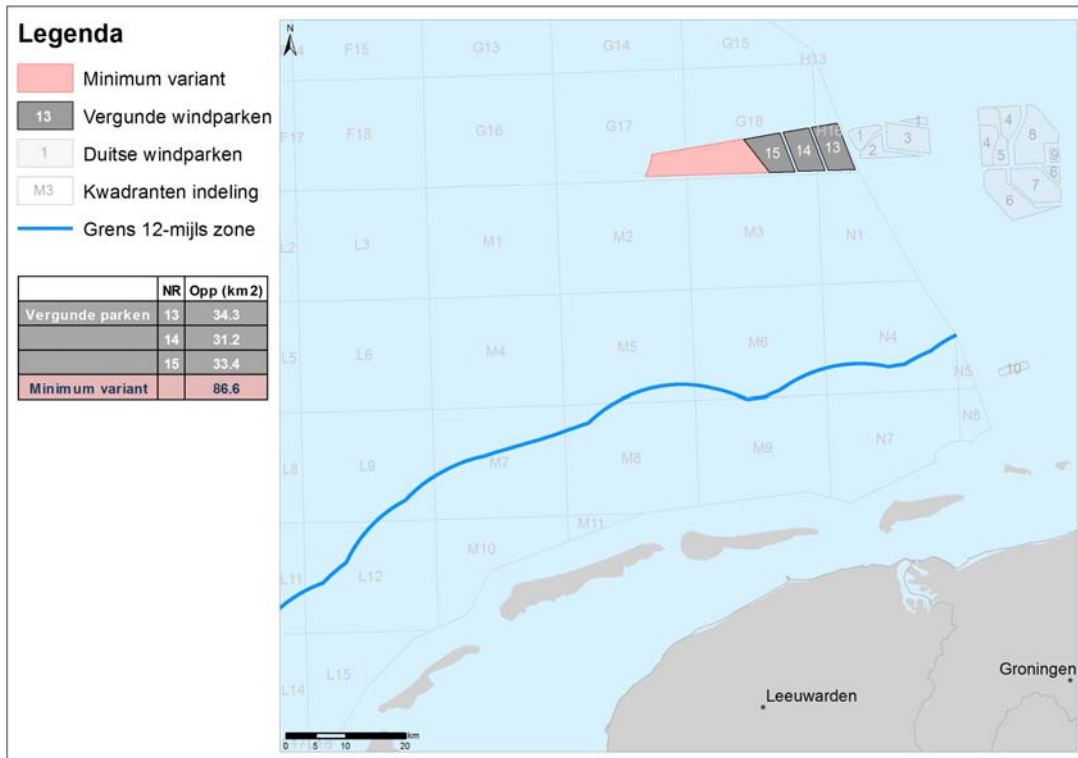 Legenda
Minimum variant
13 Vergunde windparken
1 Duitse windparken
M3 Kwadranten indeling
Grens 12-mijls zone
NR Opp (km2)
Vergunde parken 13 34.3
14 31.2
15 33.4
Minimum variant 86.6
N
F15 G13 G14 G15
H13
F17 F18 G16 G17 G18 H16
15 14 13
1 2 3 1
4 8 4 5 9 6 7 6
L2 L3 M1 M2 M3 N1
L5 L6 M4 M5 M6 N4
N5 10
L8 L9 M7 M8 M9 N7 N8
M11
L11 L12 M10
L14 L15
Groningen
Leeuwarden
0 5 10 20 km